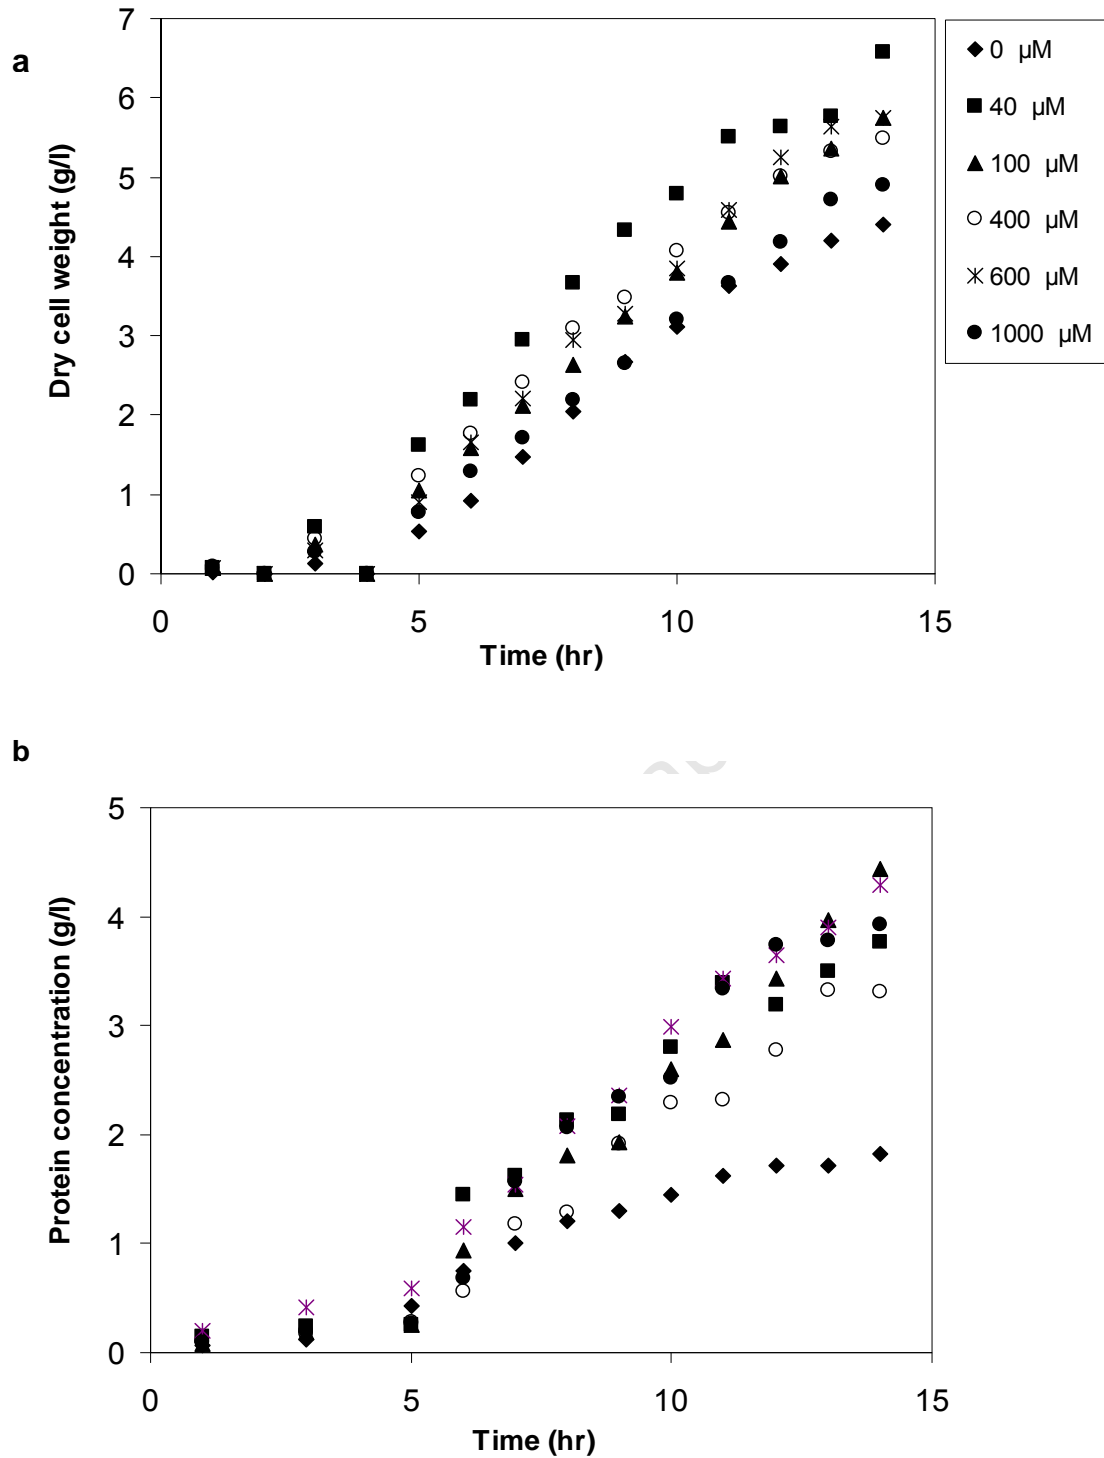 a
7
6
5
4
3
2
1
0
Dry cell weight (g/l)
0 5 10 15
Time (hr)
0 µM
40 µM
100 µM
400 µM
600 µM
1000 µM
b
5
4
3
2
1
0
Protein concentration (g/l)
0 5 10 15
Time (hr)